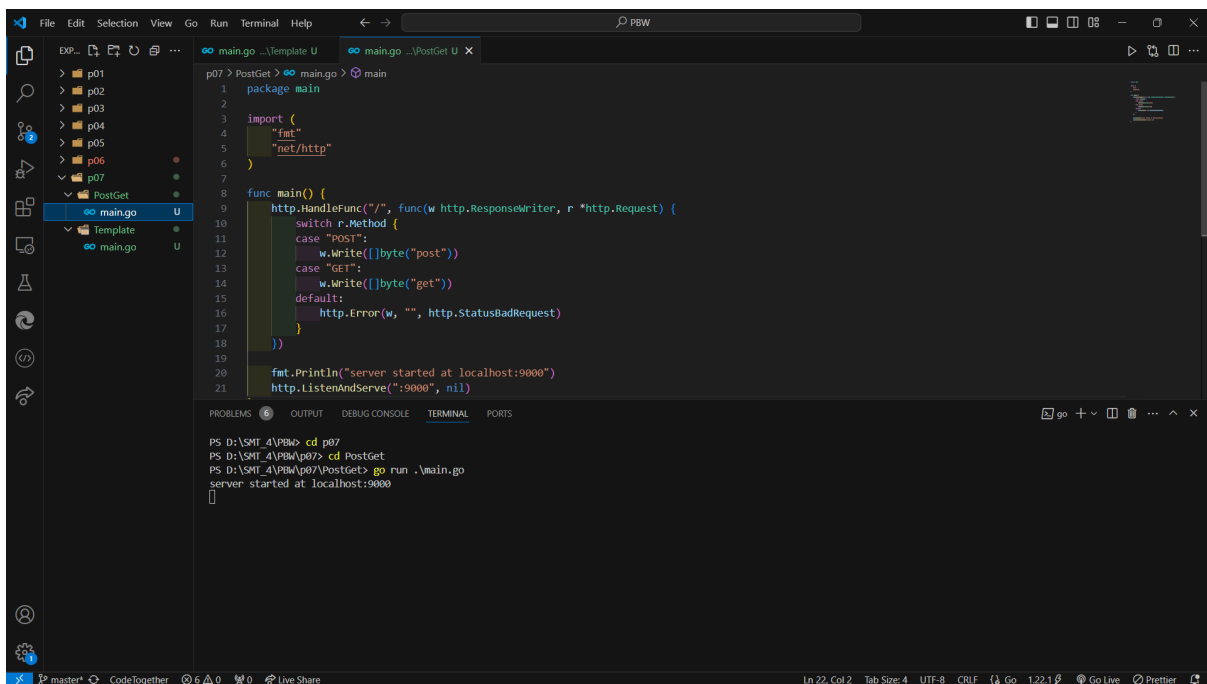 File Edit Selection View Go Run Terminal Help
PBW
EXP...
main.go ...\Template U
main.go ...\PostGet U
p01
p02
p03
p04
p05
p06
p07
PostGet
main.go U
Template
main.go U
2
p07 > PostGet > main.go > main
1 package main
2
3 import (
4 "fmt"
5 "net/http"
6 )
7
8 func main() {
9 http.HandleFunc("/", func(w http.ResponseWriter, r *http.Request) {
10 switch r.Method {
11 case "POST":
12 w.Write([]byte("post"))
13 case "GET":
14 w.Write([]byte("get"))
15 default:
16 http.Error(w, "", http.StatusBadRequest)
17 }
18 })
19
20 fmt.Println("server started at localhost:9000")
21 http.ListenAndServe(":9000", nil)
PROBLEMS 6 OUTPUT DEBUG CONSOLE TERMINAL PORTS
go
PS D:\SMT_4\PBW> cd p07
PS D:\SMT_4\PBW\p07> cd PostGet
PS D:\SMT_4\PBW\p07\PostGet> go run .\main.go
server started at localhost:9000
1
master* CodeTogether 6 0 0 Live Share
Ln 22, Col 2 Tab Size: 4 UTF-8 CRLF Go 1.22.1 Go Live Prettier